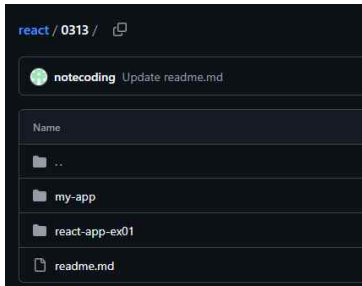 react / 0313 /
notecoding Update readme.md
Name
..
my-app
react-app-ex01
readme.md